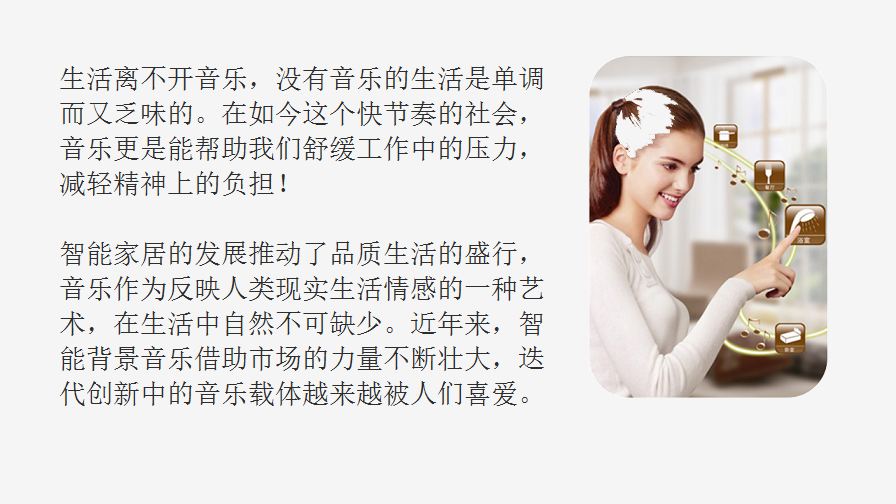 生活离不开音乐，没有音乐的生活是单调
而又乏味的。在如今这个快节奏的社会，
音乐更是能帮助我们舒缓工作中的压力，
减轻精神上的负担！
智能家居的发展推动了品质生活的盛行，
音乐作为反映人类现实生活情感的一种艺
术，在生活中自然不可缺少。近年来，智
能背景音乐借助市场的力量不断壮大，迭
代创新中的音乐载体越来越被人们喜爱。
餐厅
浴室